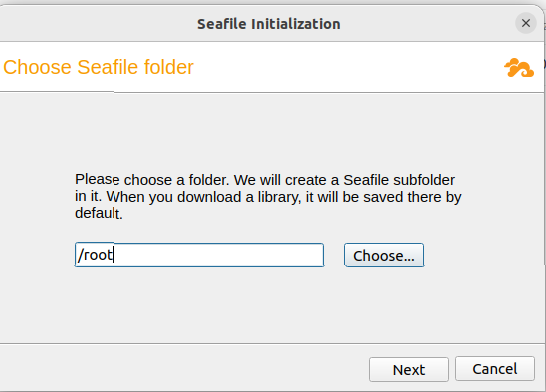 Seafile Initialization
Choose Seafile folder
Please choose a folder. We will create a Seafile subfolder
in it. When you download a library, it will be saved there by
default.
/root
Choose...
Next
Cancel